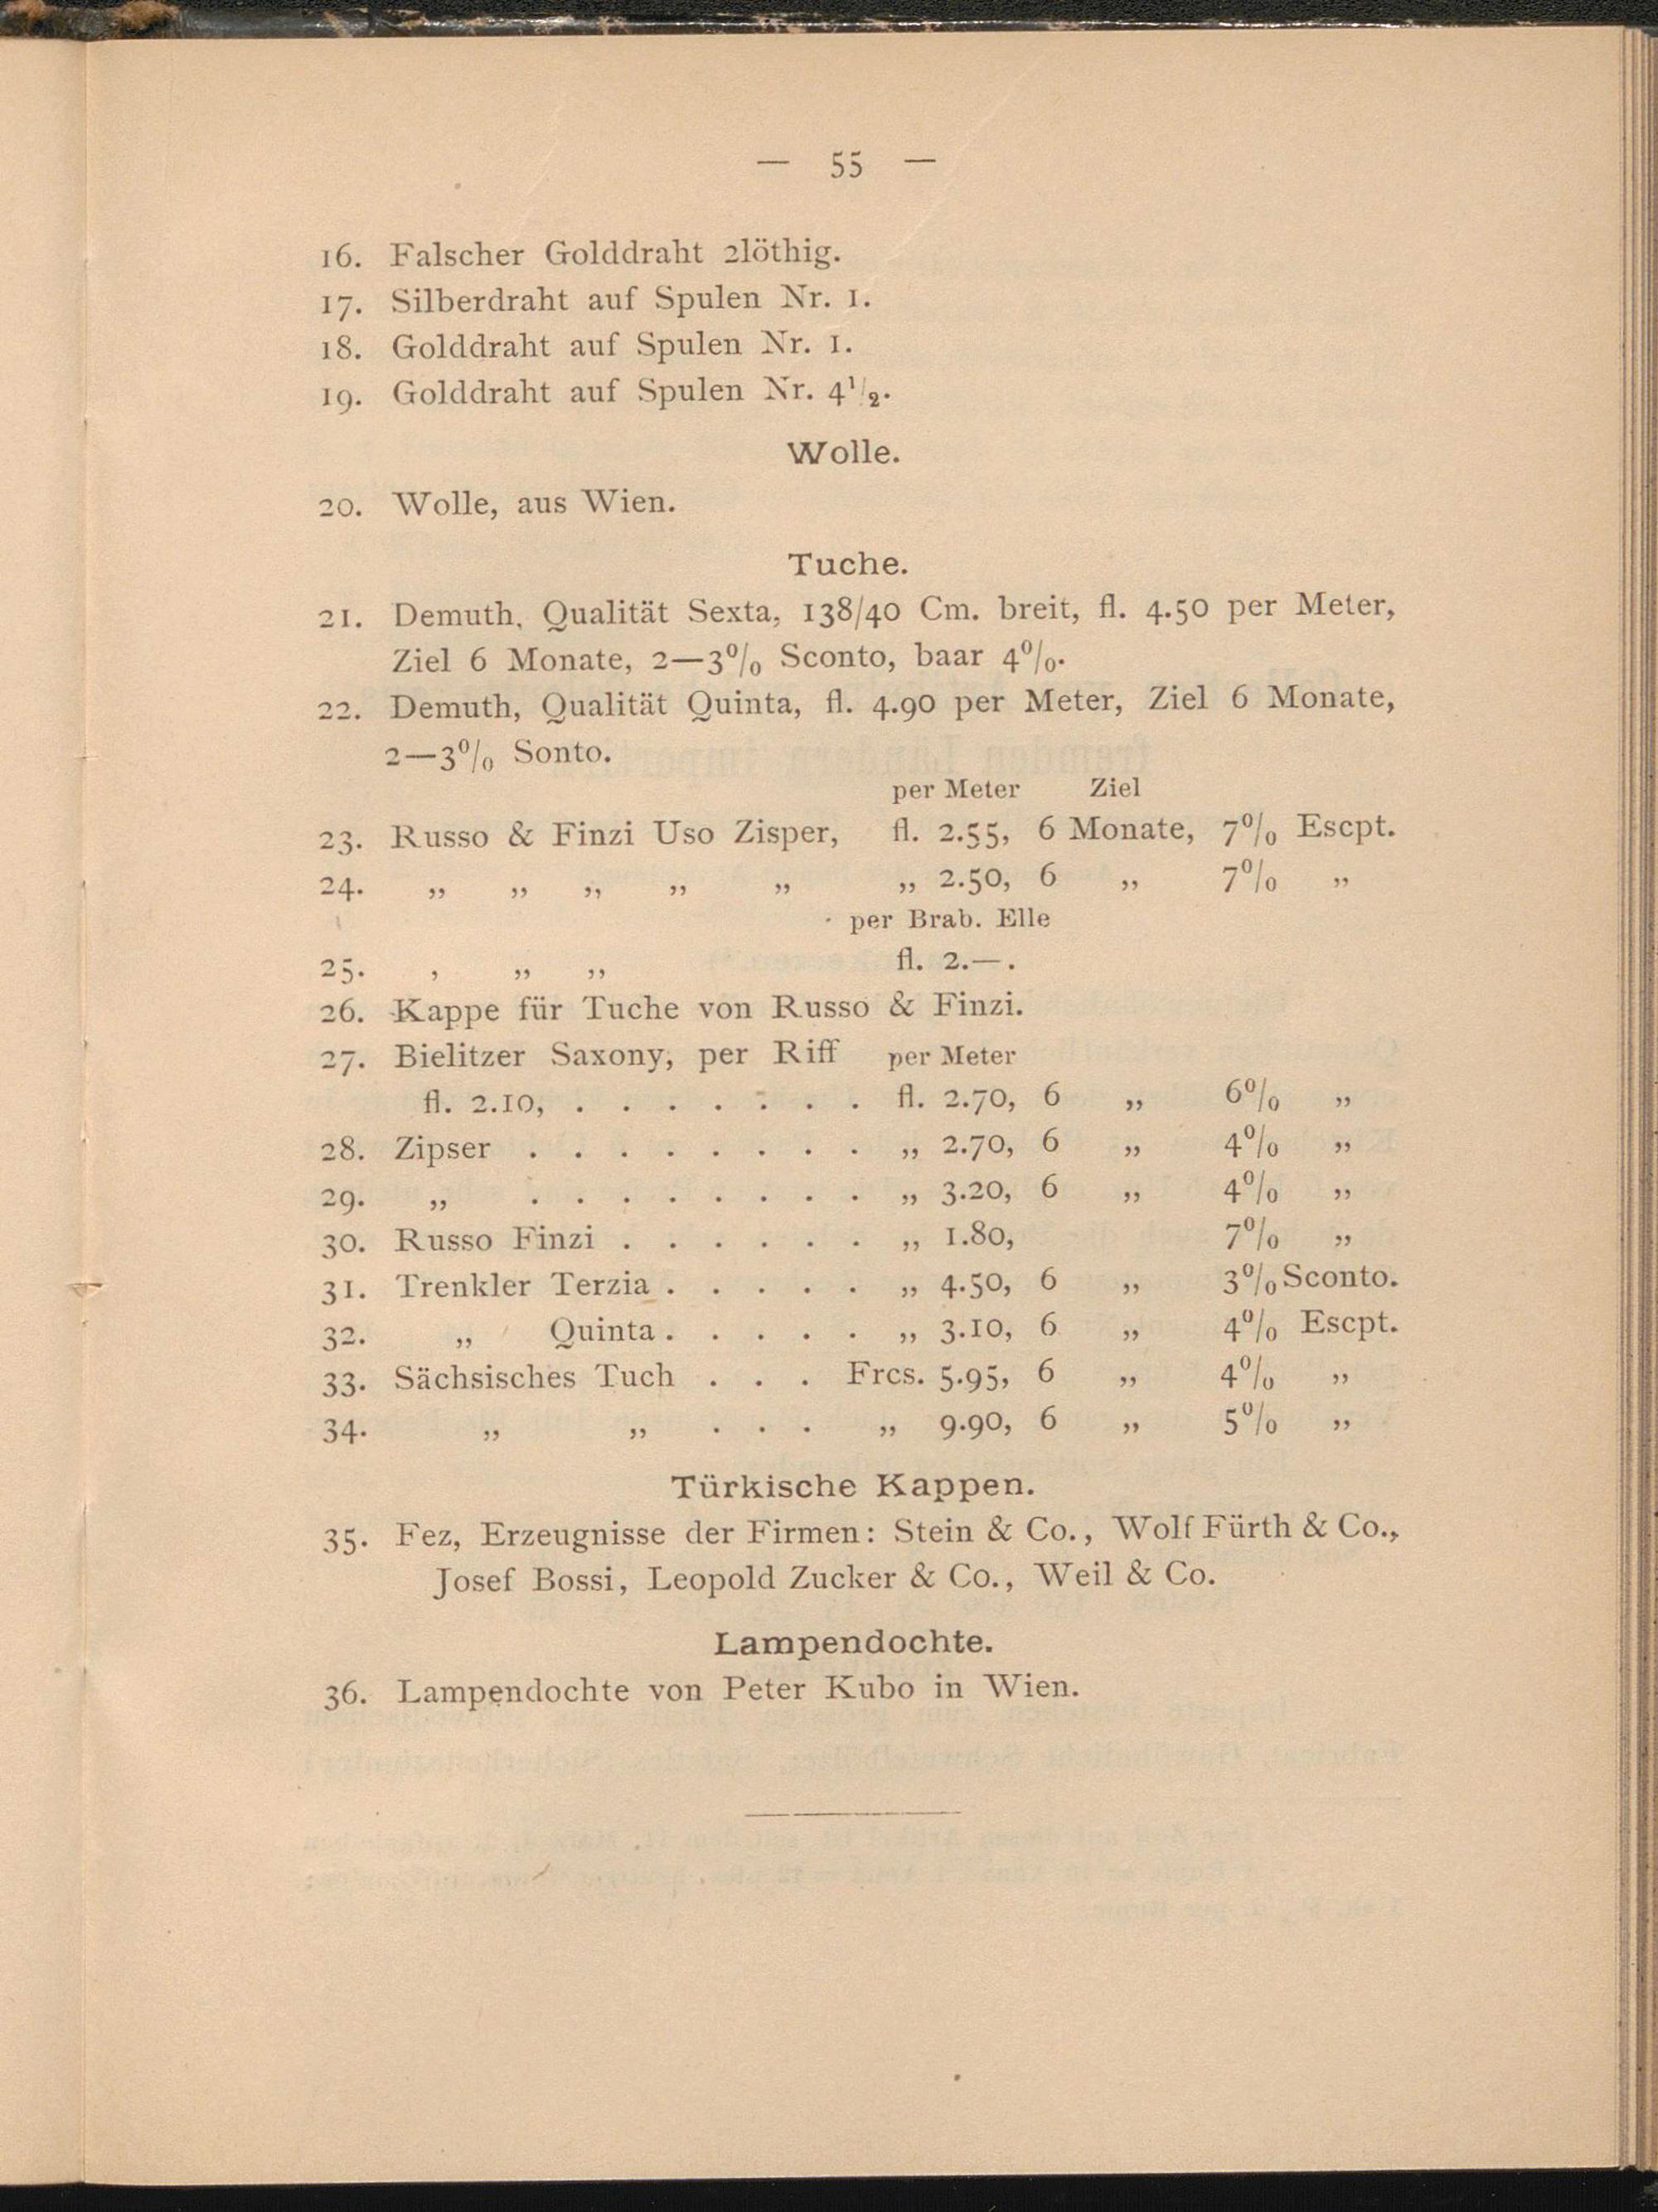 — 55 —
16. Falscher Golddraht 2löthig.
17. Silberdraht auf Spulen Nr. 1.
18. Golddraht auf Spulen Nr. 1.
19. Golddraht auf Spulen Nr. 4 1/2.
Wolle.
20. Wolle, aus Wien.
Tuche.
21. Demuth, Qualität Sexta, 138/40 Cm. breit, fl. 4.50 per Meter,
Ziel 6 Monate, 2—3% Sconto, baar 4%.
22. Demuth, Qualität Quinta, fl. 4.90 per Meter, Ziel 6 Monate,
2—3% Sonto.
per Meter Ziel
23. Russo & Finzi Uso Zisper, fl. 2.55, 6 Monate, 7% Escpt.
24. „ „ „ „ „ „ 2.50, 6 „ 7% „
per Brab. Elle
25. , „ „ fl. 2.—.
26. Kappe für Tuche von Russo & Finzi.
27. Bielitzer Saxony, per Riff per Meter
fl. 2.10, . . . . . . . fl. 2.70, 6 „ 6% „
28. Zipser . . . . . . . . „ 2.70, 6 „ 4% „
29. „ . . . . . . . . „ 3.20, 6 „ 4% „
30. Russo Finzi . . . . . . „ 1.80, 7% „
31. Trenkler Terzia . . . . . „ 4.50, 6 „ 3% Sconto.
32. „ Quinta . . . . . „ 3.10, 6 „ 4% Escpt.
33. Sächsisches Tuch . . . Frcs. 5.95, 6 „ 4% „
34. „ „ . . . „ 9.90, 6 „ 5% „
Türkische Kappen.
35. Fez, Erzeugnisse der Firmen: Stein & Co., Wolf Fürth & Co.,
Josef Bossi, Leopold Zucker & Co., Weil & Co.
Lampendochte.
36. Lampendochte von Peter Kubo in Wien.